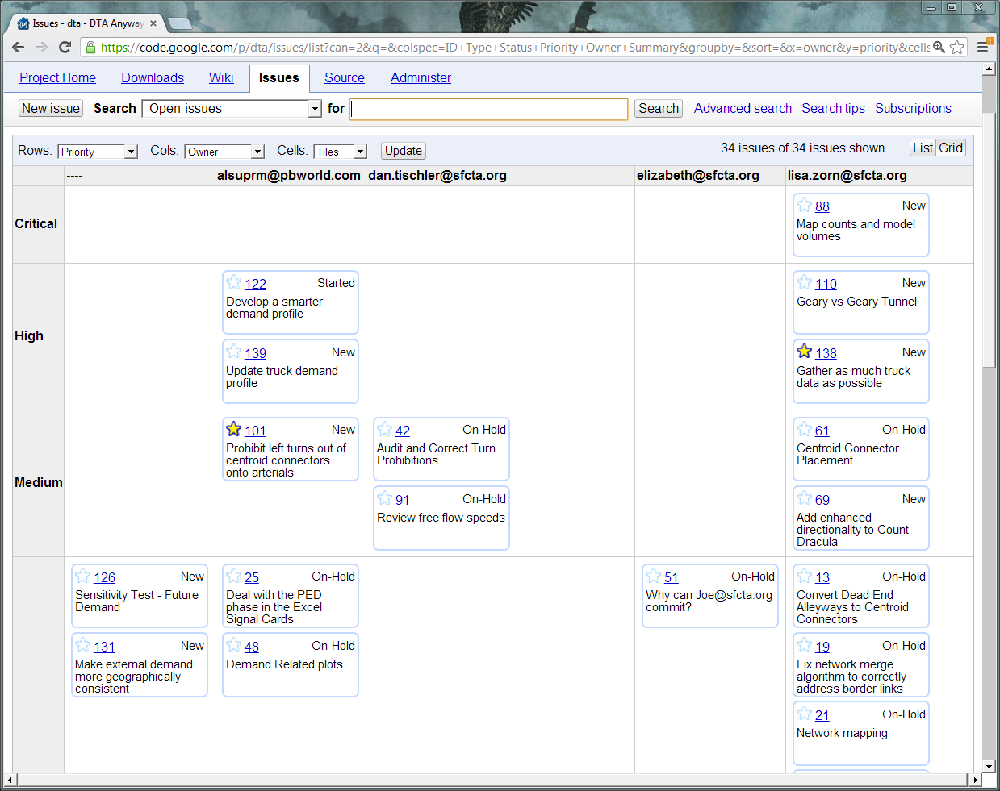 Issues - dta - DTA Anyway
https://code.google.com/p/dta/issues/list?can=2&q=&colspec=ID+Type+Status+Priority+Owner+Summary&groupby=&sort=&x=owner&y=priority&cells
Project Home Downloads Wiki Issues Source Administer
New issue Search Open issues for Search Advanced search Search tips Subscriptions
Rows: Priority Cols: Owner Cells: Tiles Update 34 issues of 34 issues shown List Grid
---- alsuprm@pbworld.com dan.tischler@sfcta.org elizabeth@sfcta.org lisa.zorn@sfcta.org
Critical
88 New
Map counts and model
volumes
High
122 Started
Develop a smarter
demand profile
139 New
Update truck demand
profile
110 New
Geary vs Geary Tunnel
138 New
Gather as much truck
data as possible
Medium
101 New
Prohibit left turns out of
centroid connectors
onto arterials
42 On-Hold
Audit and Correct Turn
Prohibitions
91 On-Hold
Review free flow speeds
61 On-Hold
Centroid Connector
Placement
69 New
Add enhanced
directionality to Count
Dracula
126 New
Sensitivity Test - Future
Demand
131 New
Make external demand
more geographically
consistent
25 On-Hold
Deal with the PED
phase in the Excel
Signal Cards
48 On-Hold
Demand Related plots
51 On-Hold
Why can Joe@sfcta.org
commit?
13 On-Hold
Convert Dead End
Alleyways to Centroid
Connectors
19 On-Hold
Fix network merge
algorithm to correctly
address border links
21 On-Hold
Network mapping